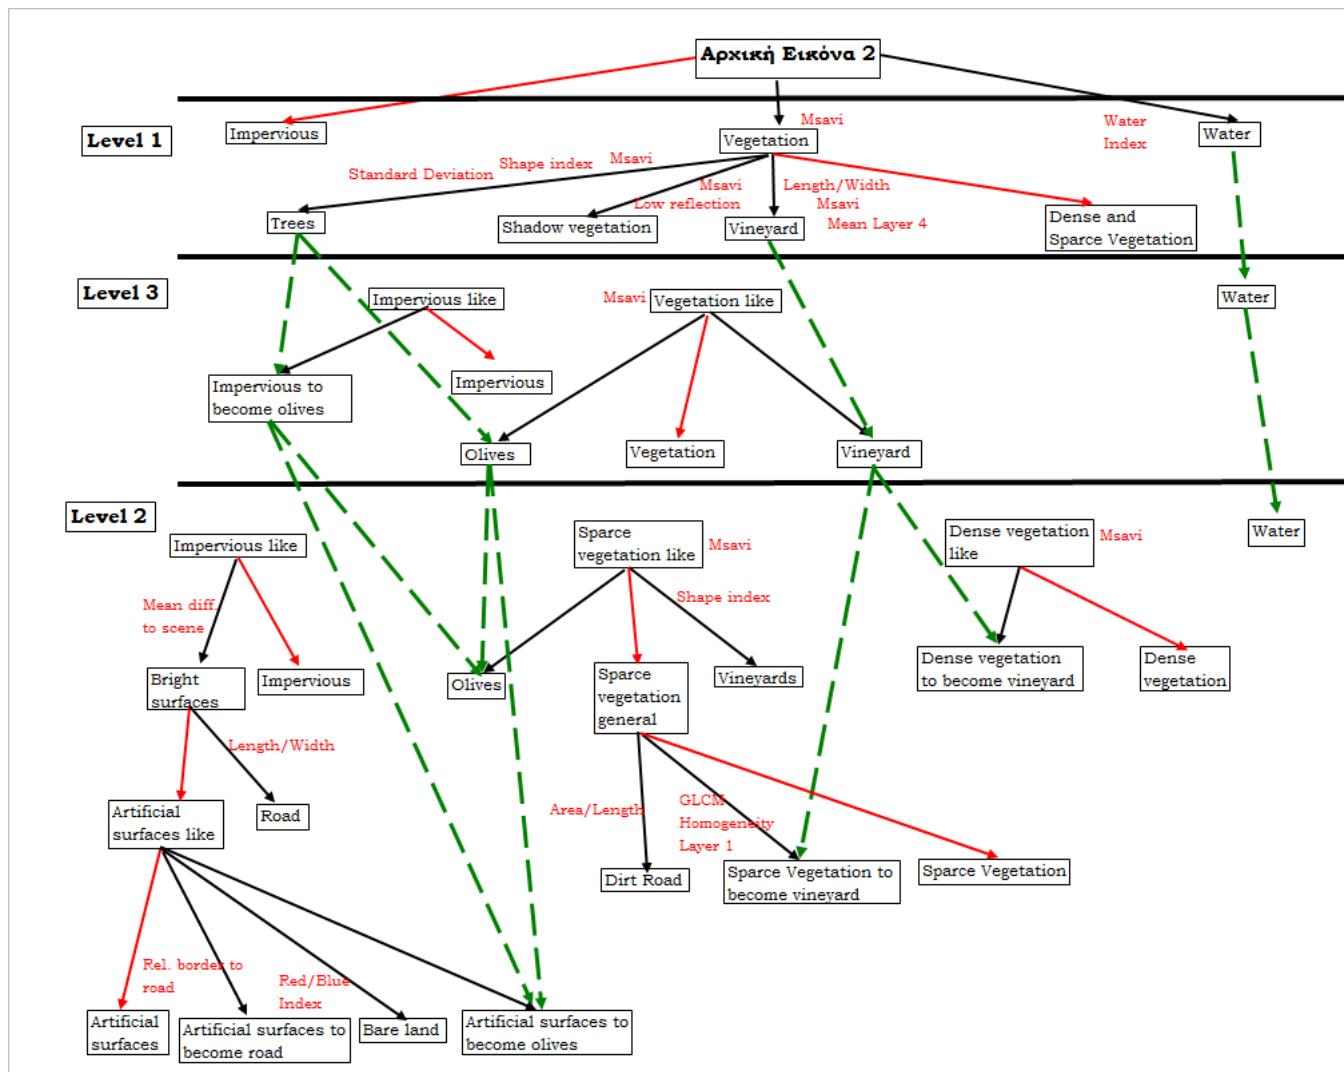 Αρχική Εικόνα 2
Level 1
Impervious
Msavi
Vegetation
Water
Index
Water
Standard Deviation
Shape index
Msavi
Msavi
Low reflection
Length/Width
Msavi
Mean Layer 4
Trees
Shadow vegetation
Vineyard
Dense and
Sparce Vegetation
Level 3
Impervious like
Msavi
Vegetation like
Water
Impervious to
become olives
Impervious
Olives
Vegetation
Vineyard
Level 2
Impervious like
Sparce
vegetation like
Msavi
Dense vegetation
like
Msavi
Water
Mean diff.
to scene
Shape index
Bright
surfaces
Impervious
Olives
Sparce
vegetation
general
Vineyards
Dense vegetation
to become vineyard
Dense
vegetation
Length/Width
Artificial
surfaces like
Road
Area/Length
GLCM
Homogeneity
Layer 1
Dirt Road
Sparce Vegetation to
become vineyard
Sparce Vegetation
Rel. border to
road
Red/Blue
Index
Artificial
surfaces
Artificial surfaces to
become road
Bare land
Artificial surfaces to
become olives